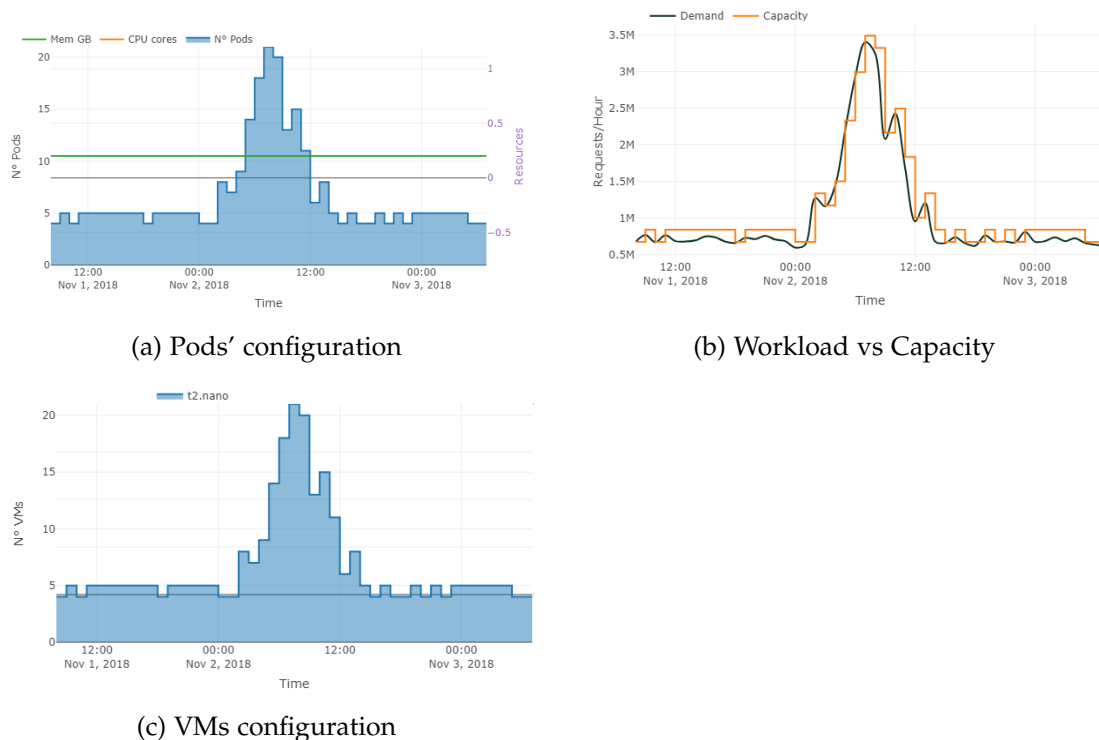 Mem GB CPU cores N° Pods
20
15
10
5
0
N° Pods
1
0.5
0
−0.5
Resources
12:00 00:00 12:00 00:00
Nov 1, 2018 Nov 2, 2018 Nov 3, 2018
Time
(a) Pods' configuration
Demand Capacity
3.5M
3M
2.5M
2M
1.5M
1M
0.5M
Requests/Hour
12:00 00:00 12:00 00:00
Nov 1, 2018 Nov 2, 2018 Nov 3, 2018
Time
(b) Workload vs Capacity
t2.nano
20
15
10
5
0
N° VMs
12:00 00:00 12:00 00:00
Nov 1, 2018 Nov 2, 2018 Nov 3, 2018
Time
(c) VMs configuration